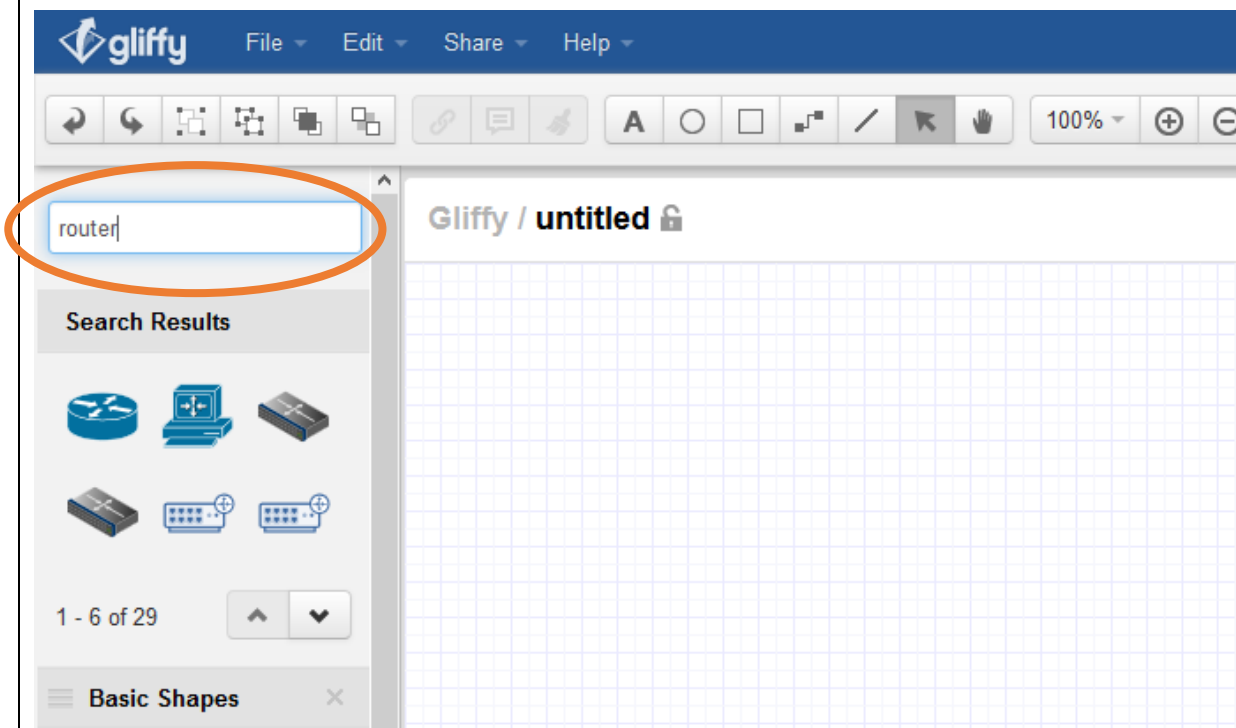 gliffy File Edit Share Help
A 100%
router
Gliffy / untitled
Search Results
1 - 6 of 29
Basic Shapes